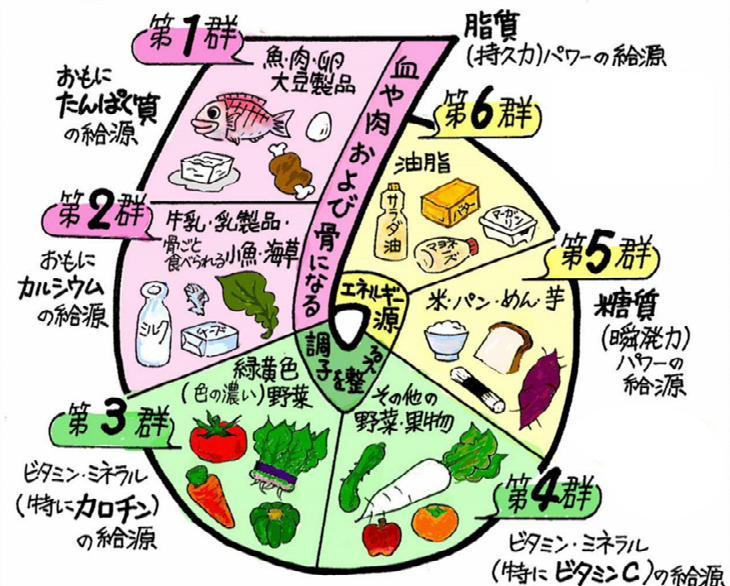 第1群
おもに
たんぱく質
の給源
魚・肉・卵
大豆製品
血や肉および骨になる
第2群
おもに
カルシウム
の給源
牛乳・乳製品・
骨ごと
食べられる小魚・海草
ミルク
チーズ
第3群
ビタミン・ミネラル
(特にカロチン)
の給源
緑黄色
(色の濃い)野菜
調子を整える
第4群
ビタミン・ミネラル
(特にビタミンC)の給源
その他の
野菜・果物
第5群
糖質
(瞬発力)
パワーの
給源
米・パン・めん・芋
エネルギー
源
第6群
脂質
(持久力)パワーの給源
油脂
サラダ油
バター
マーガリン
マヨネーズ